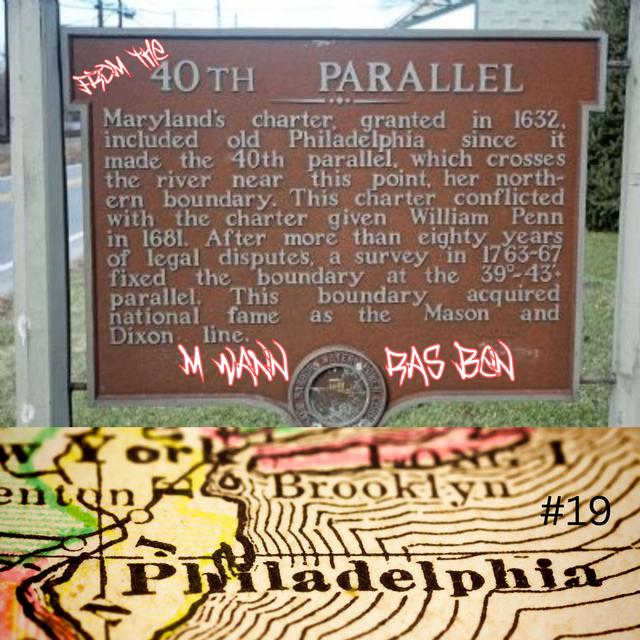 FROM THE
40TH PARALLEL
Maryland's charter, granted in 1632,
included old Philadelphia since it
made the 40th parallel, which crosses
the river near this point, her north-
ern boundary. This charter conflicted
with the charter given William Penn
in 1681. After more than eighty years
of legal disputes, a survey in 1763-67
fixed the boundary at the 39°-43'
parallel. This boundary acquired
national fame as the Mason and
Dixon line.
M WANN RAS BEN
w York LONG I
enton Brooklyn
#19
Philadelphia